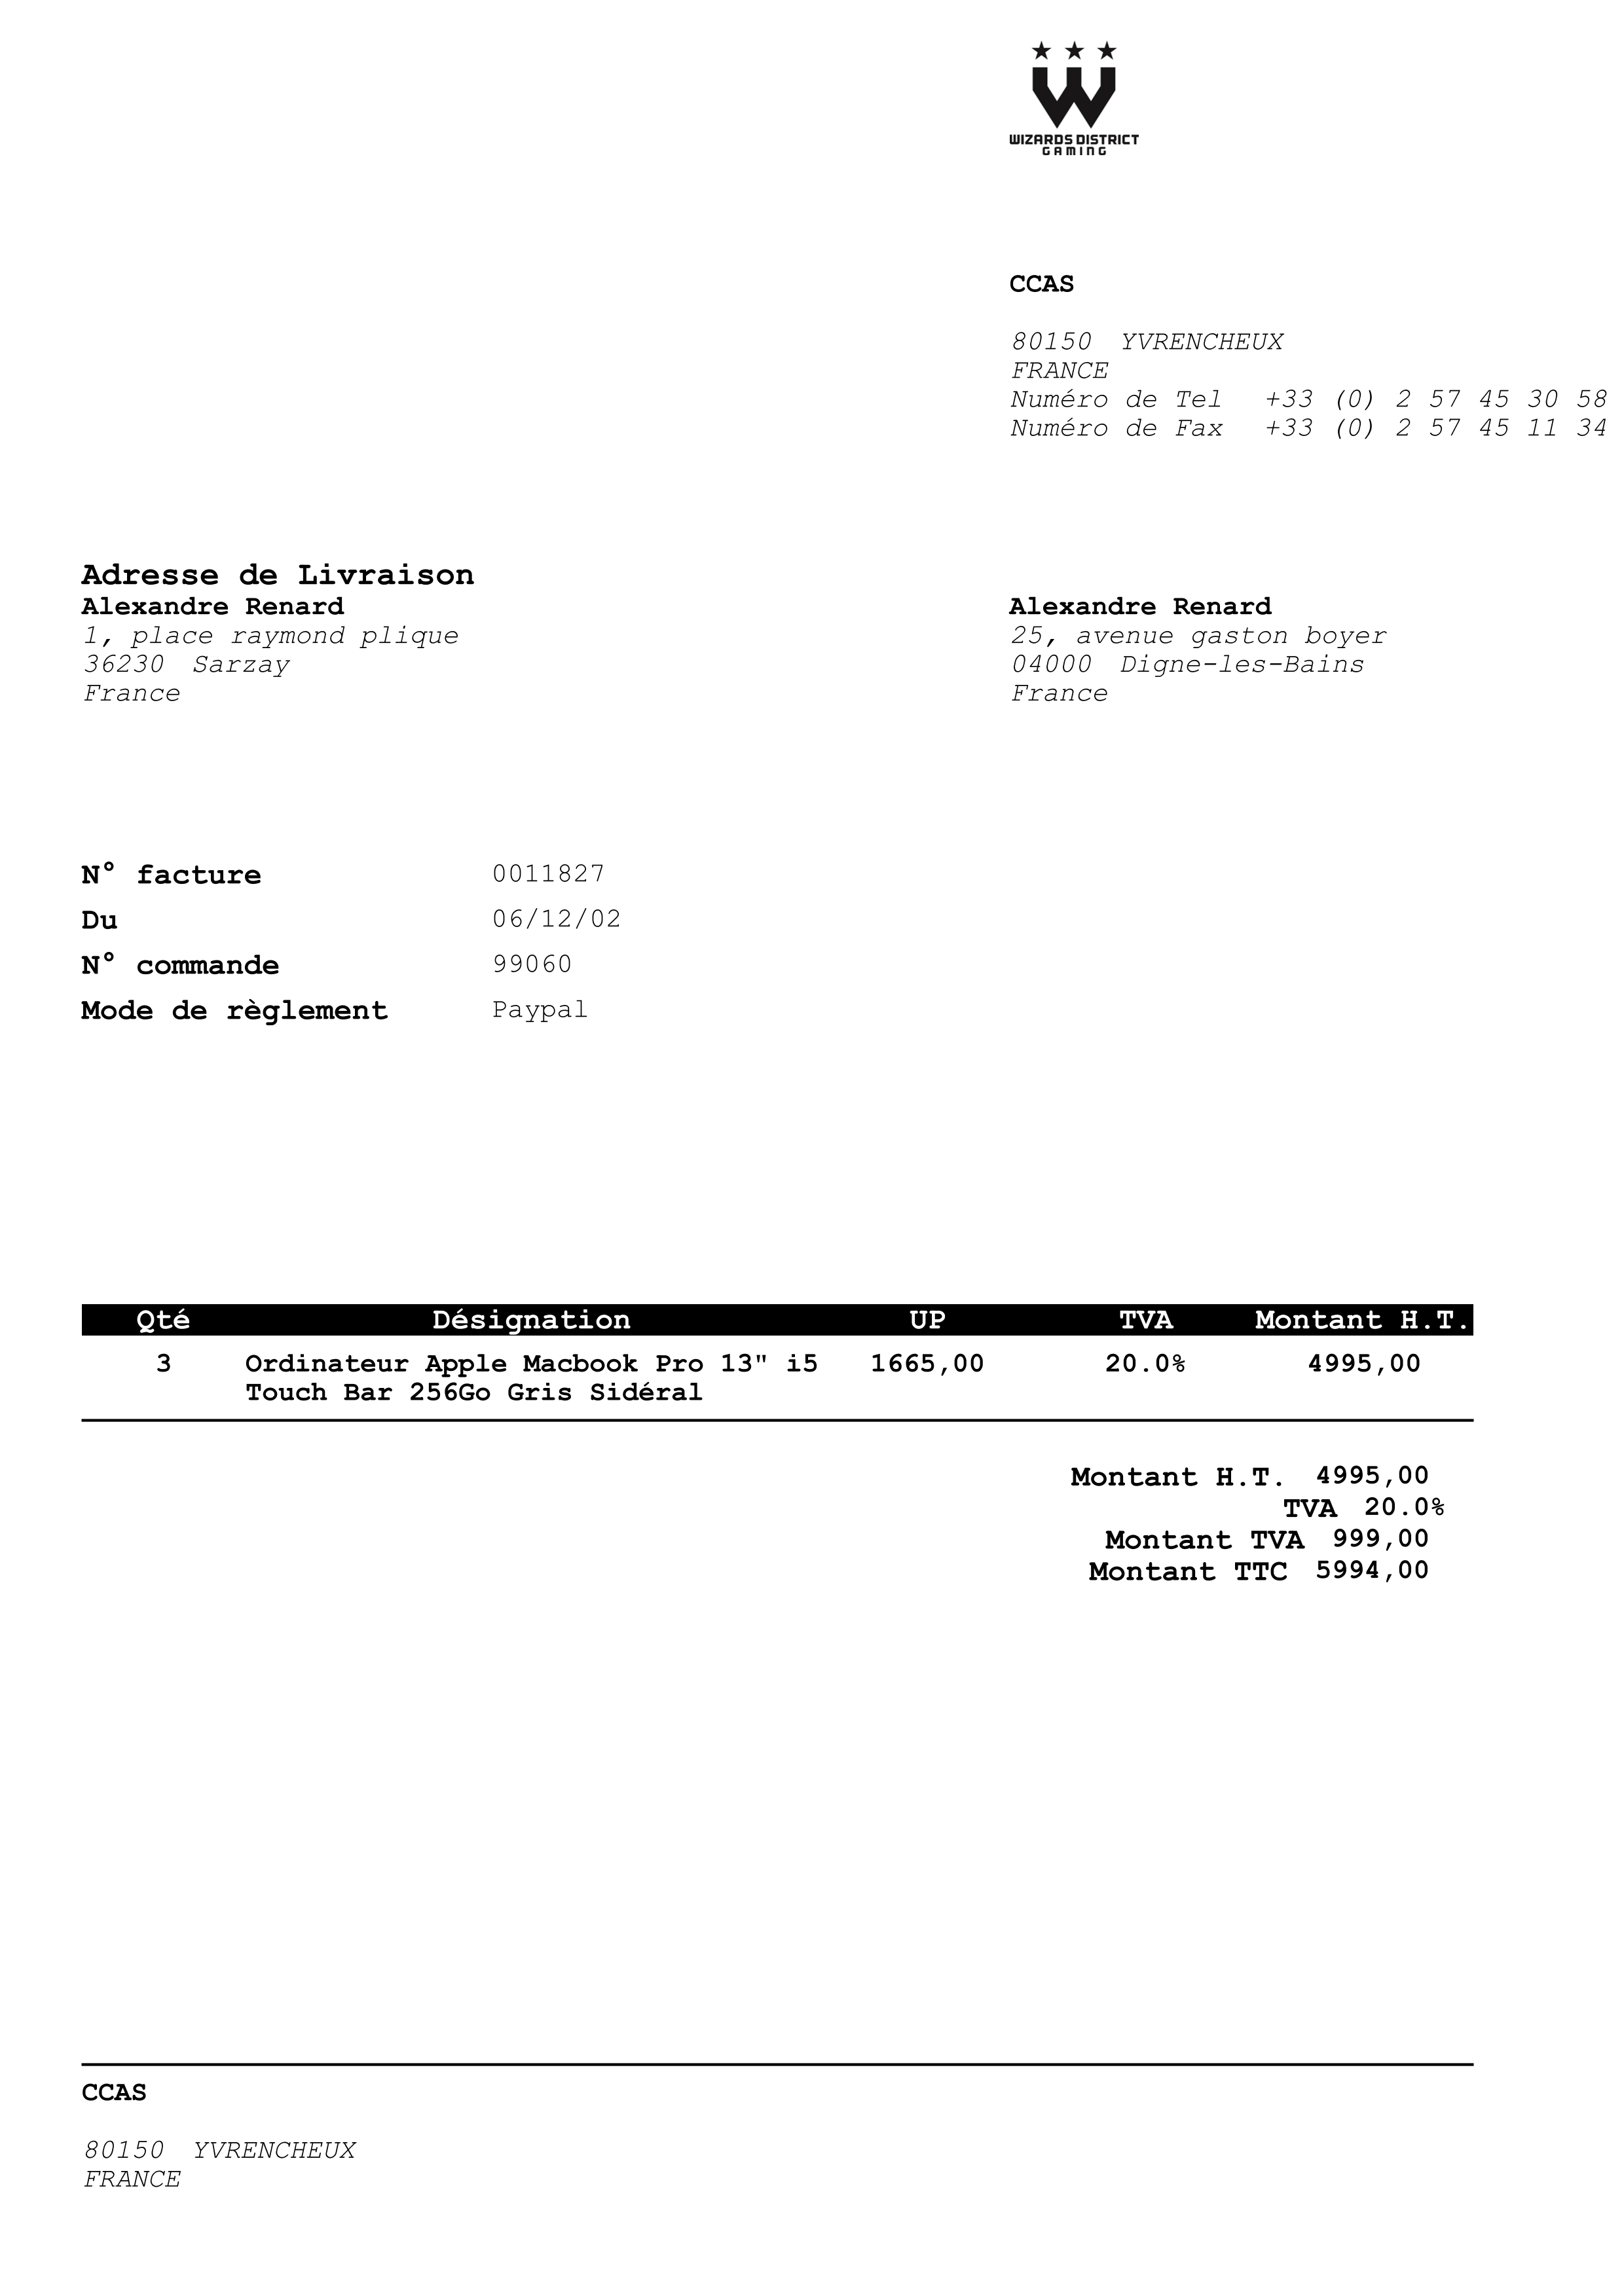 WIZARDS DISTRICT
GAMING
CCAS
80150 YVRENCHEUX
FRANCE
Numéro de Tel +33 (0) 2 57 45 30 58
Numéro de Fax +33 (0) 2 57 45 11 34
Adresse de Livraison
Alexandre Renard
1, place raymond plique
36230 Sarzay
France
Alexandre Renard
25, avenue gaston boyer
04000 Digne-les-Bains
France
N° facture 0011827
Du 06/12/02
N° commande 99060
Mode de règlement Paypal
Qté Désignation UP TVA Montant H.T.
3 Ordinateur Apple Macbook Pro 13" i5 1665,00 20.0% 4995,00
Touch Bar 256Go Gris Sidéral
Montant H.T. 4995,00
TVA 20.0%
Montant TVA 999,00
Montant TTC 5994,00
CCAS
80150 YVRENCHEUX
FRANCE